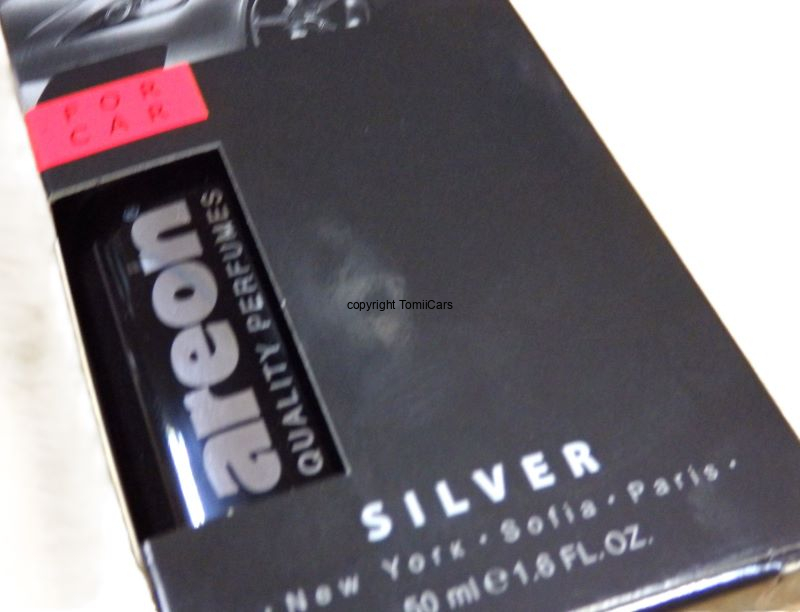 FOR
CAR
areon®
QUALITY PERFUMES
copyright TomiiCars
SILVER
· New York · Sofia · Paris ·
50 ml ℮ 1.6 FL.OZ.